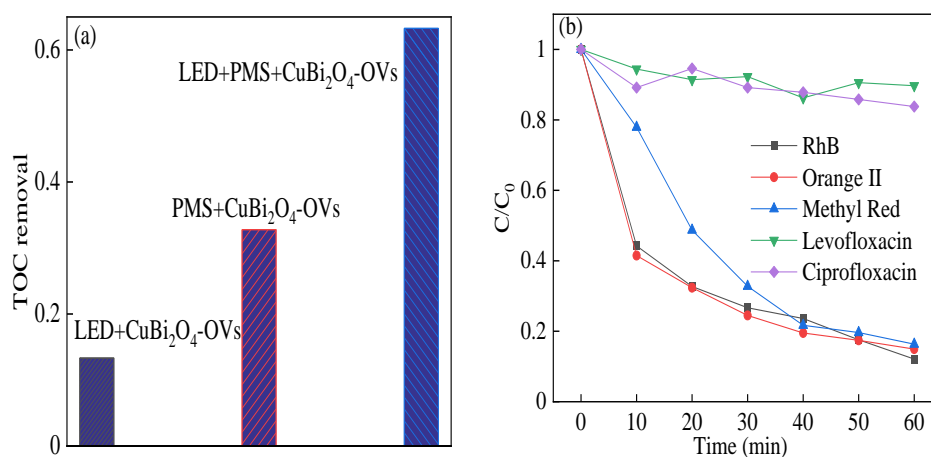 (a)
TOC removal
0.6
0.4
0.2
0
LED+PMS+CuBi₂O₄-OVs
PMS+CuBi₂O₄-OVs
LED+CuBi₂O₄-OVs
(b)
C/C₀
1
0.8
0.6
0.4
0.2
0
RhB
Orange II
Methyl Red
Levofloxacin
Ciprofloxacin
0 10 20 30 40 50 60
Time (min)